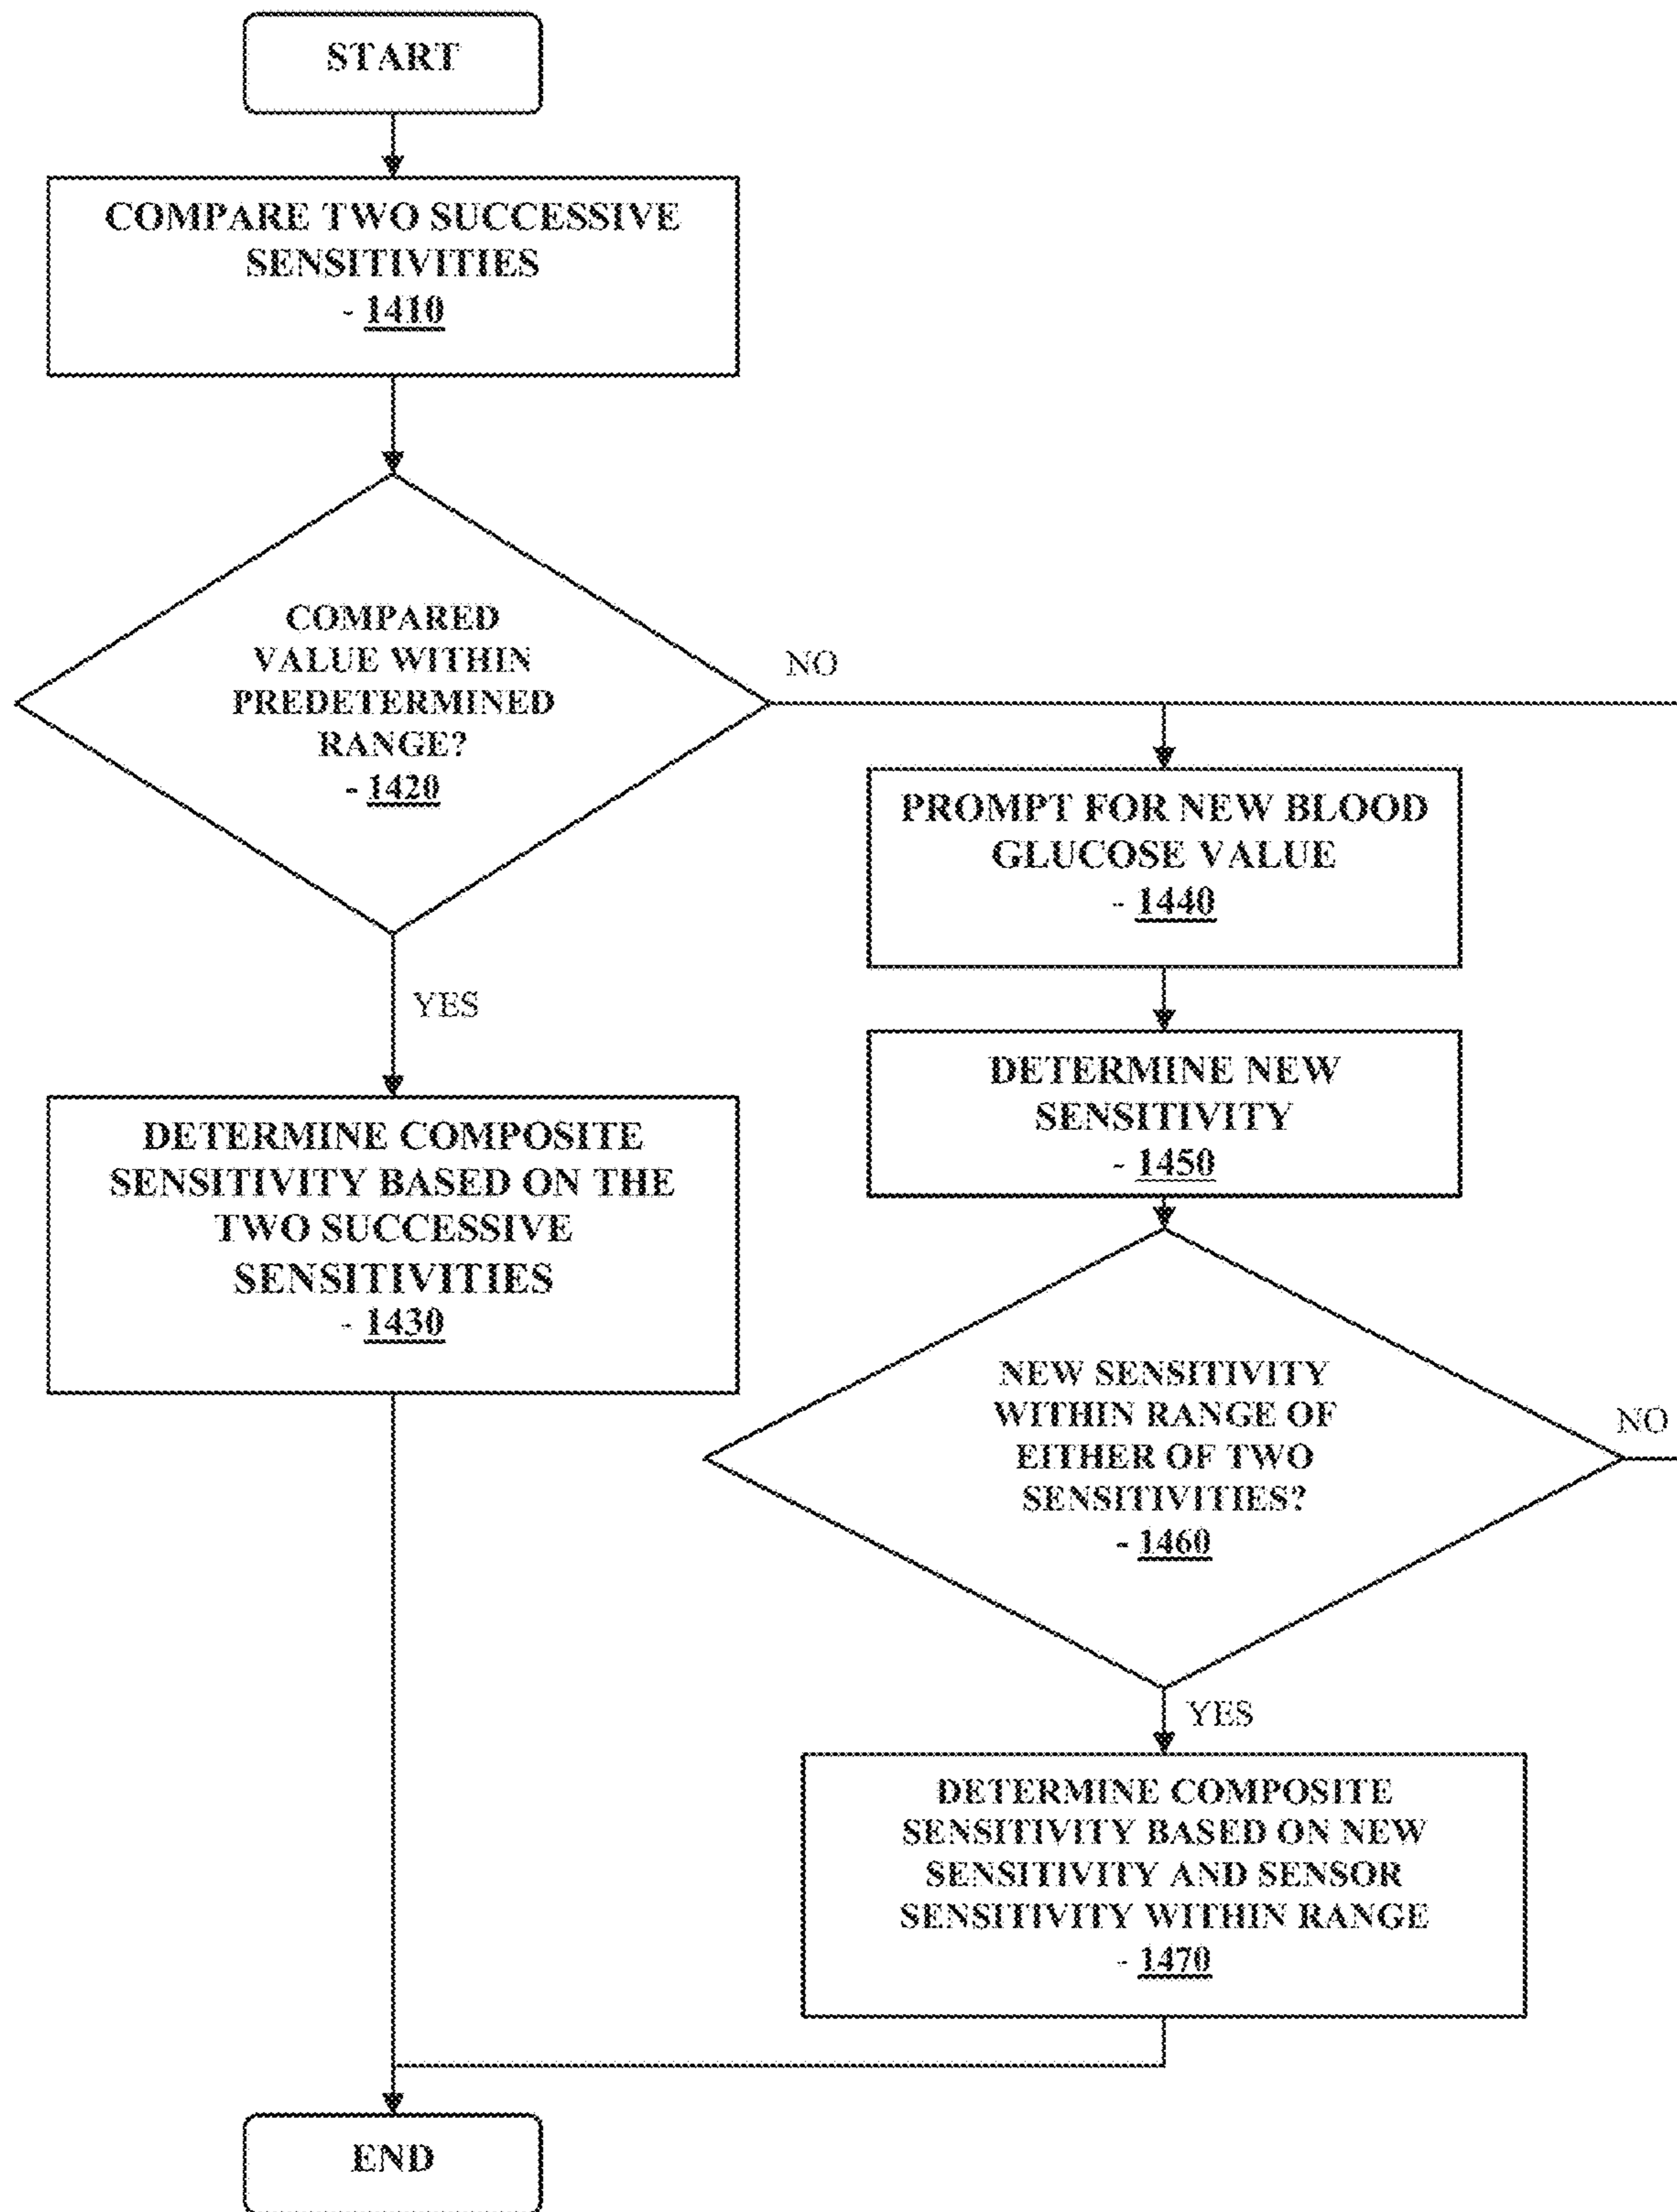 START
COMPARE TWO SUCCESSIVE
SENSITIVITIES
- 1410
COMPARED
VALUE WITHIN
PREDETERMINED
RANGE?
- 1420
NO
PROMPT FOR NEW BLOOD
GLUCOSE VALUE
- 1440
YES
DETERMINE NEW
SENSITIVITY
- 1450
DETERMINE COMPOSITE
SENSITIVITY BASED ON THE
TWO SUCCESSIVE
SENSITIVITIES
- 1430
NEW SENSITIVITY
WITHIN RANGE OF
EITHER OF TWO
SENSITIVITIES?
- 1460
NO
YES
DETERMINE COMPOSITE
SENSITIVITY BASED ON NEW
SENSITIVITY AND SENSOR
SENSITIVITY WITHIN RANGE
- 1470
END